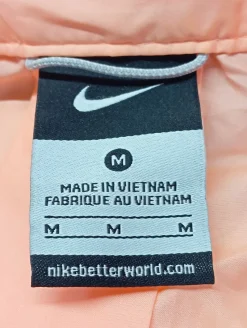 M
MADE IN VIETNAM
FABRIQUE AU VIETNAM
M M M
nikebetterworld.com